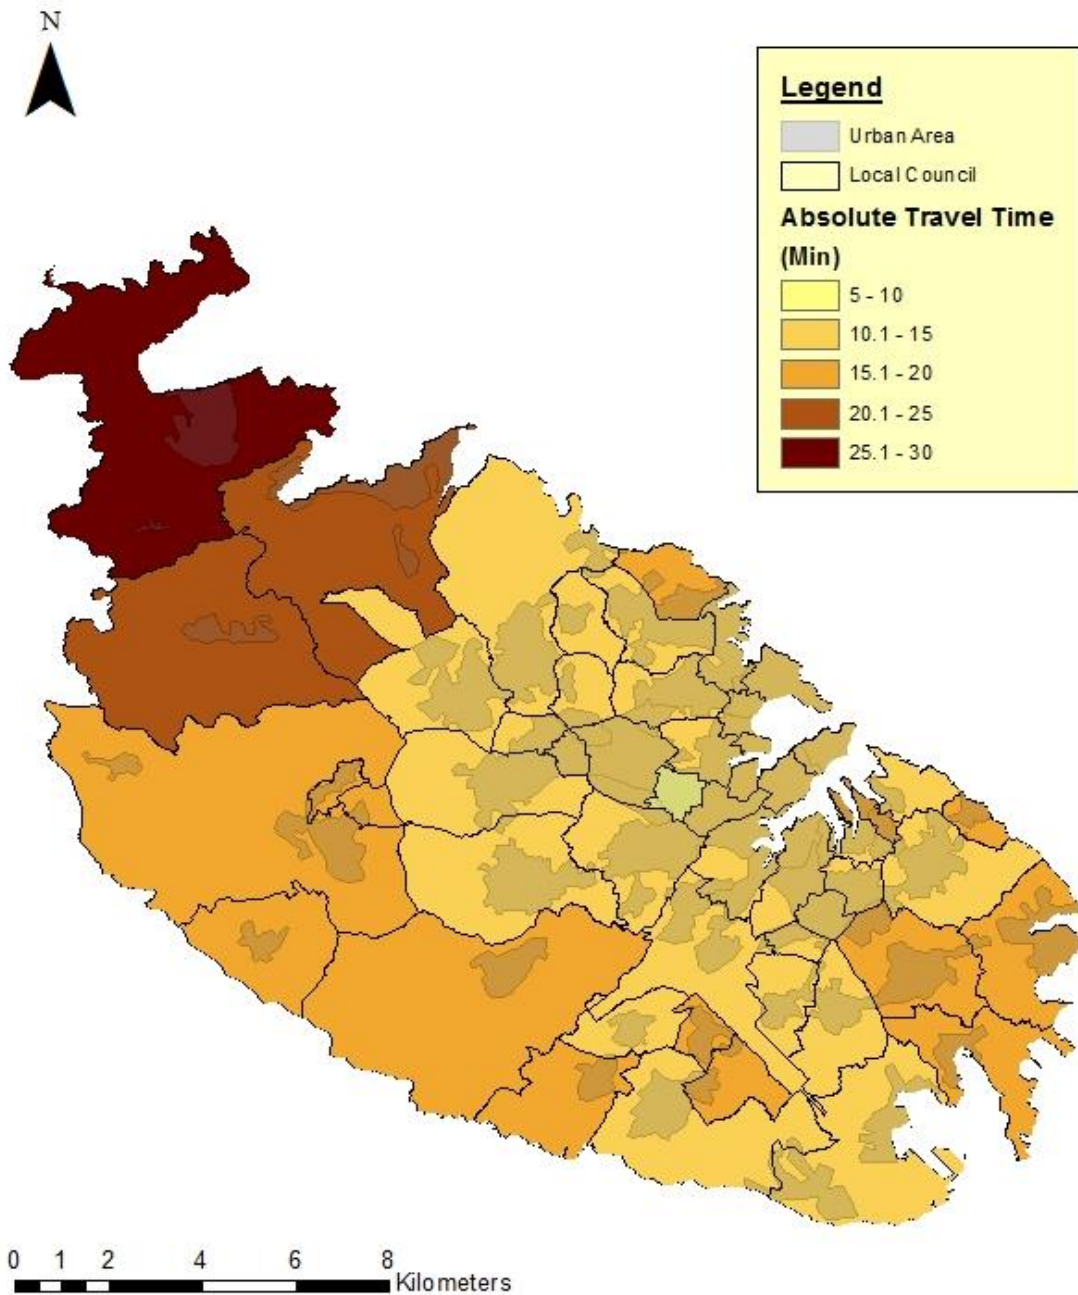 N
Legend
Urban Area
Local Council
Absolute Travel Time
(Min)
5 - 10
10.1 - 15
15.1 - 20
20.1 - 25
25.1 - 30
0 1 2 4 6 8
Kilometers